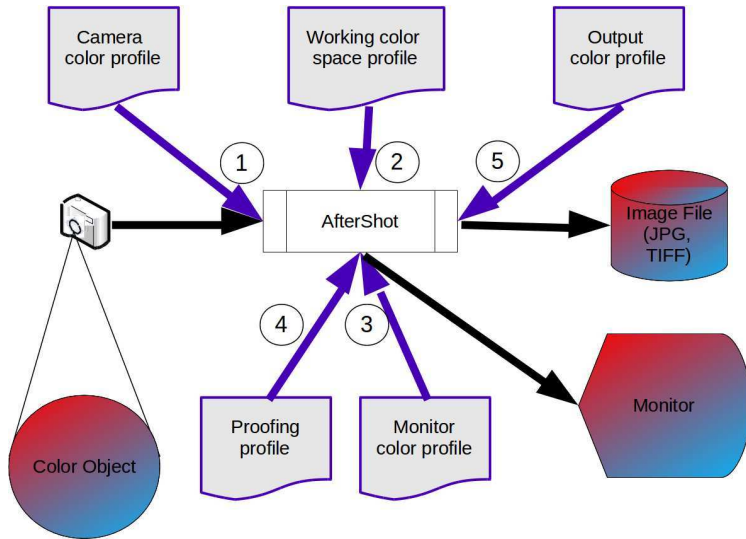 Camera
color profile
Working color
space profile
Output
color profile
1
2
5
AfterShot
Image File
(JPG,
TIFF)
4
3
Proofing
profile
Monitor
color profile
Monitor
Color Object